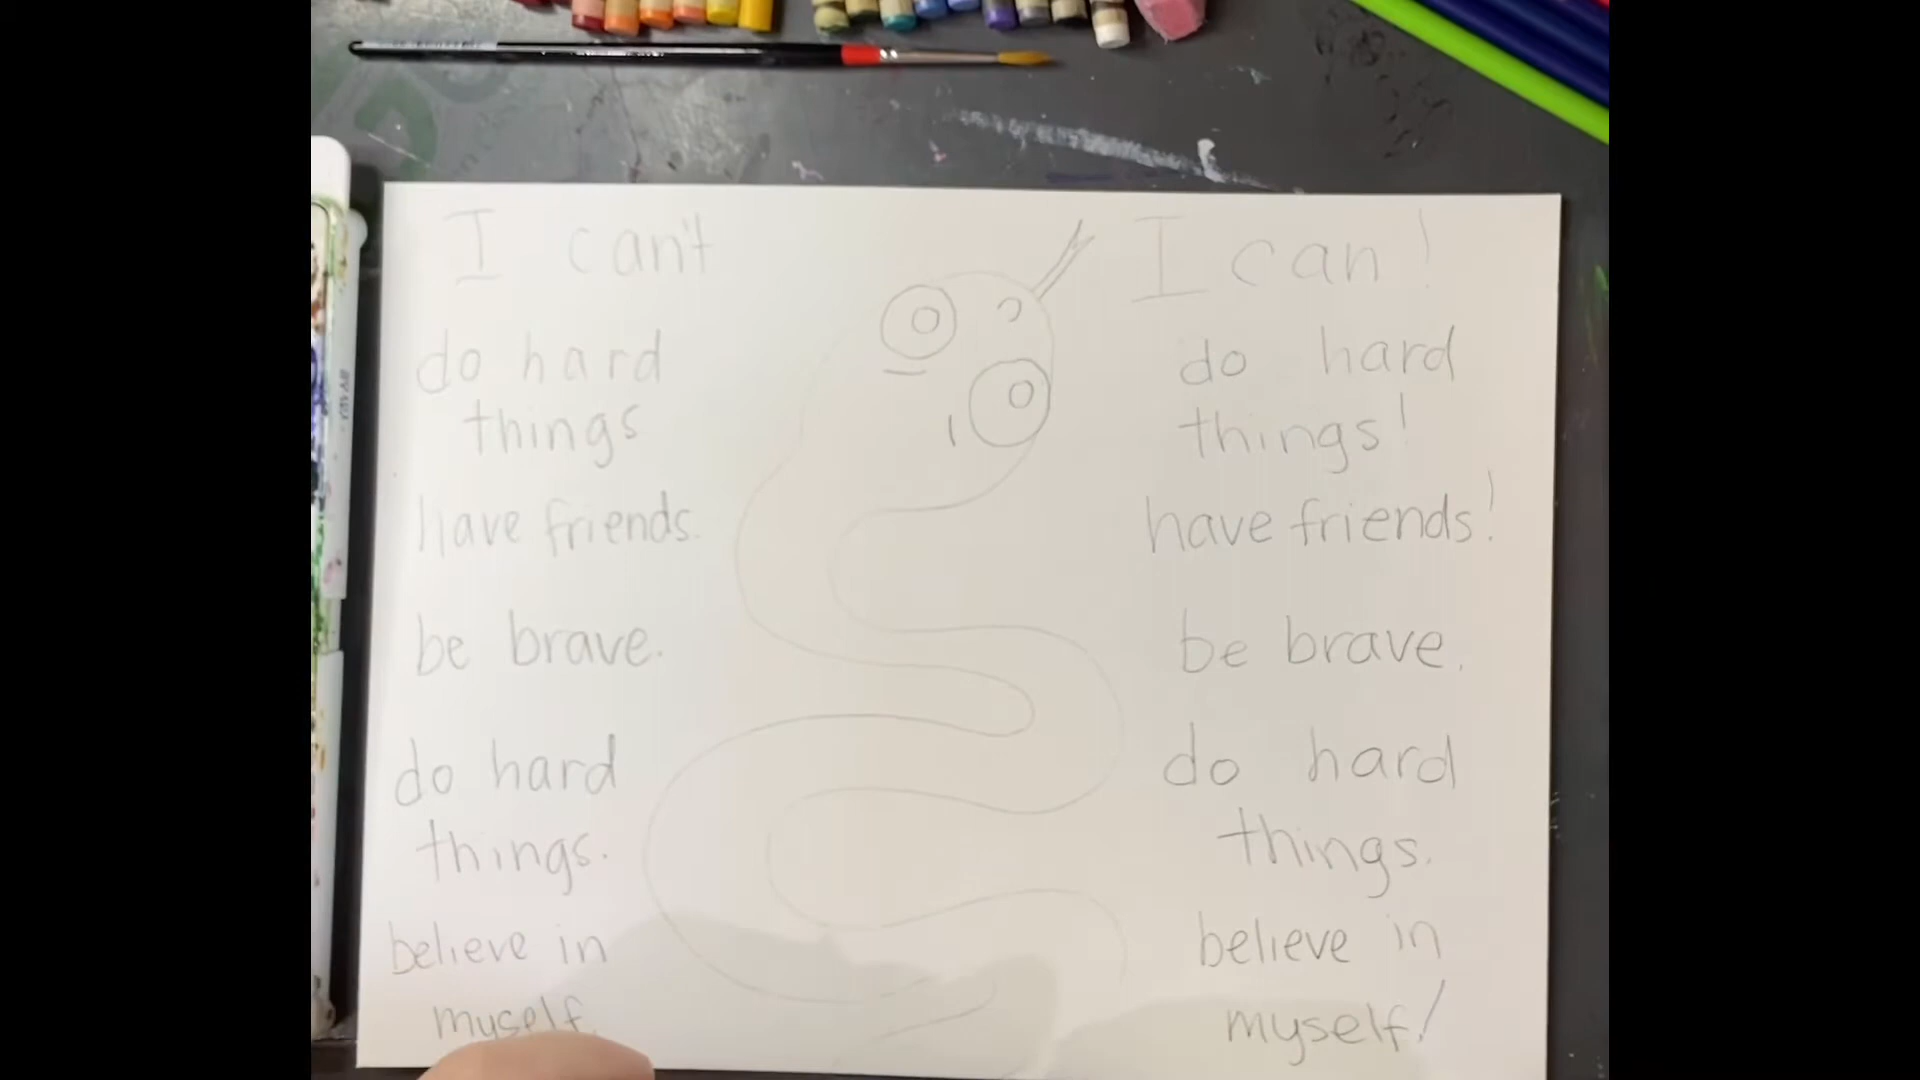 I can't
do hard
things
have friends.
be brave.
do hard
things.
believe in
myself.
I can!
do hard
things!
have friends!
be brave.
do hard
things.
believe in
myself!